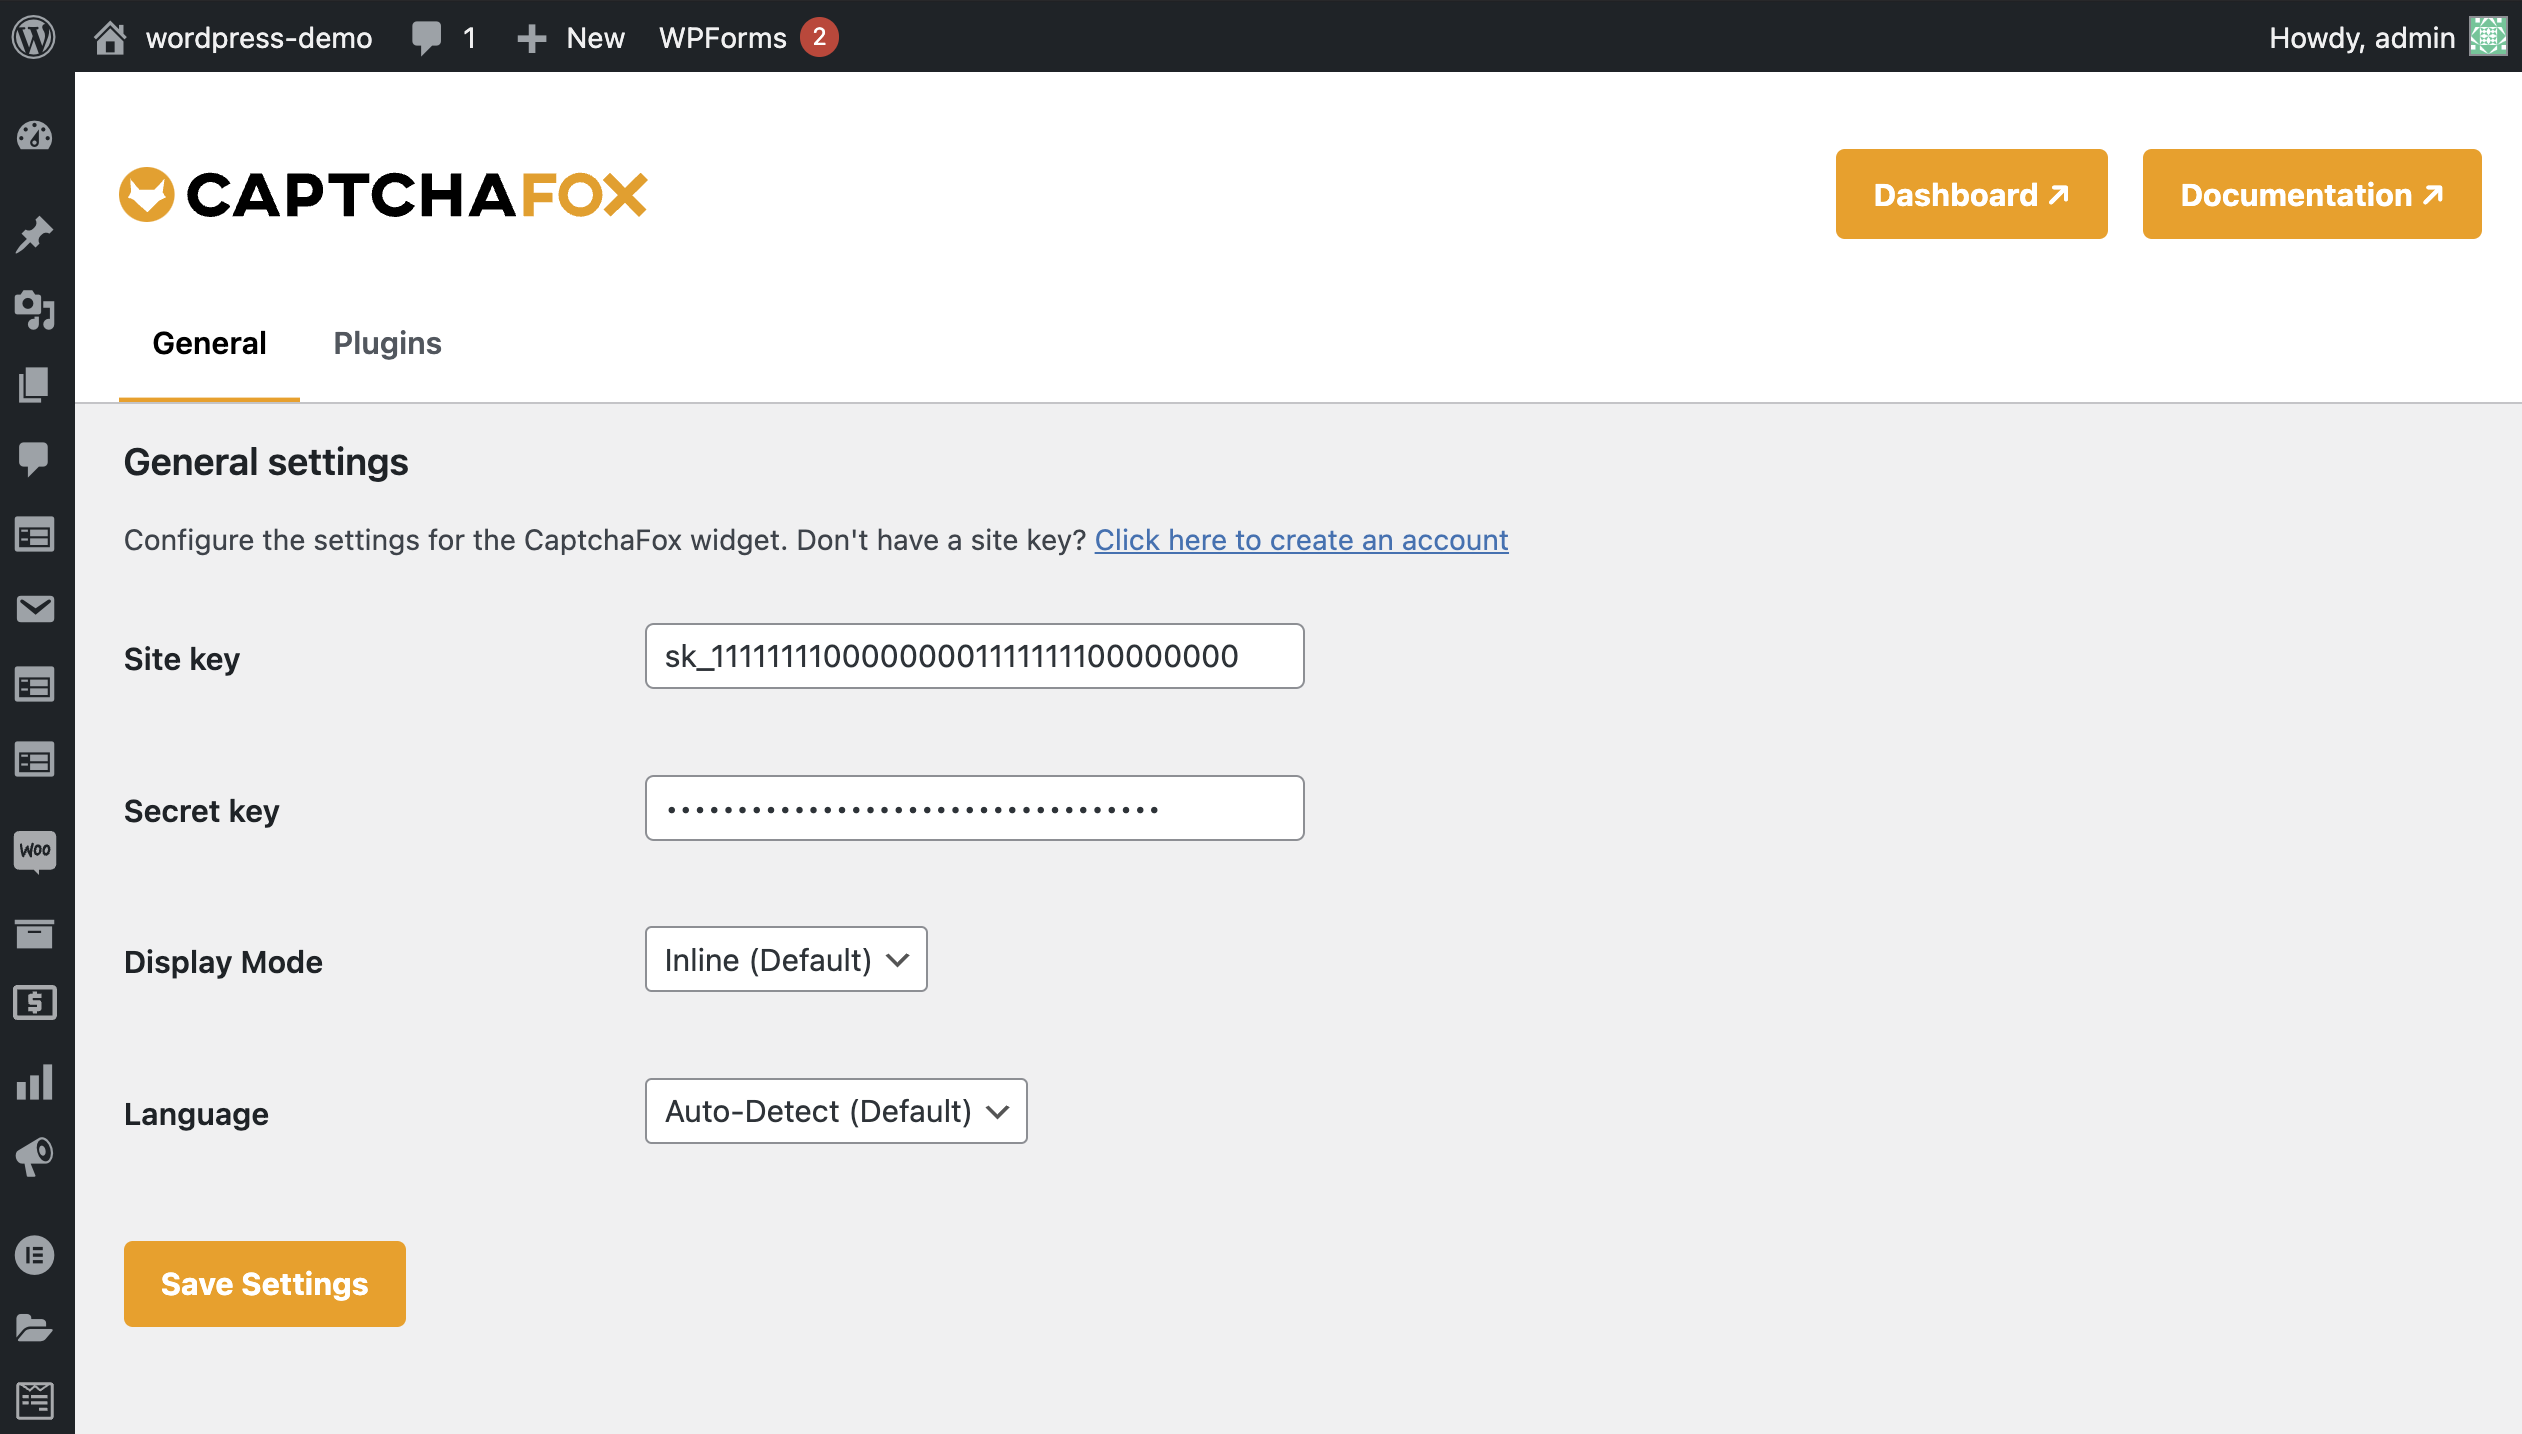 wordpress-demo 1 New WPForms 2 Howdy, admin
CAPTCHAFOX Dashboard Documentation
General Plugins
General settings
Configure the settings for the CaptchaFox widget. Don't have a site key? Click here to create an account
Site key sk_11111111000000001111111100000000
Secret key
Display Mode Inline (Default)
Language Auto-Detect (Default)
Woo
Save Settings